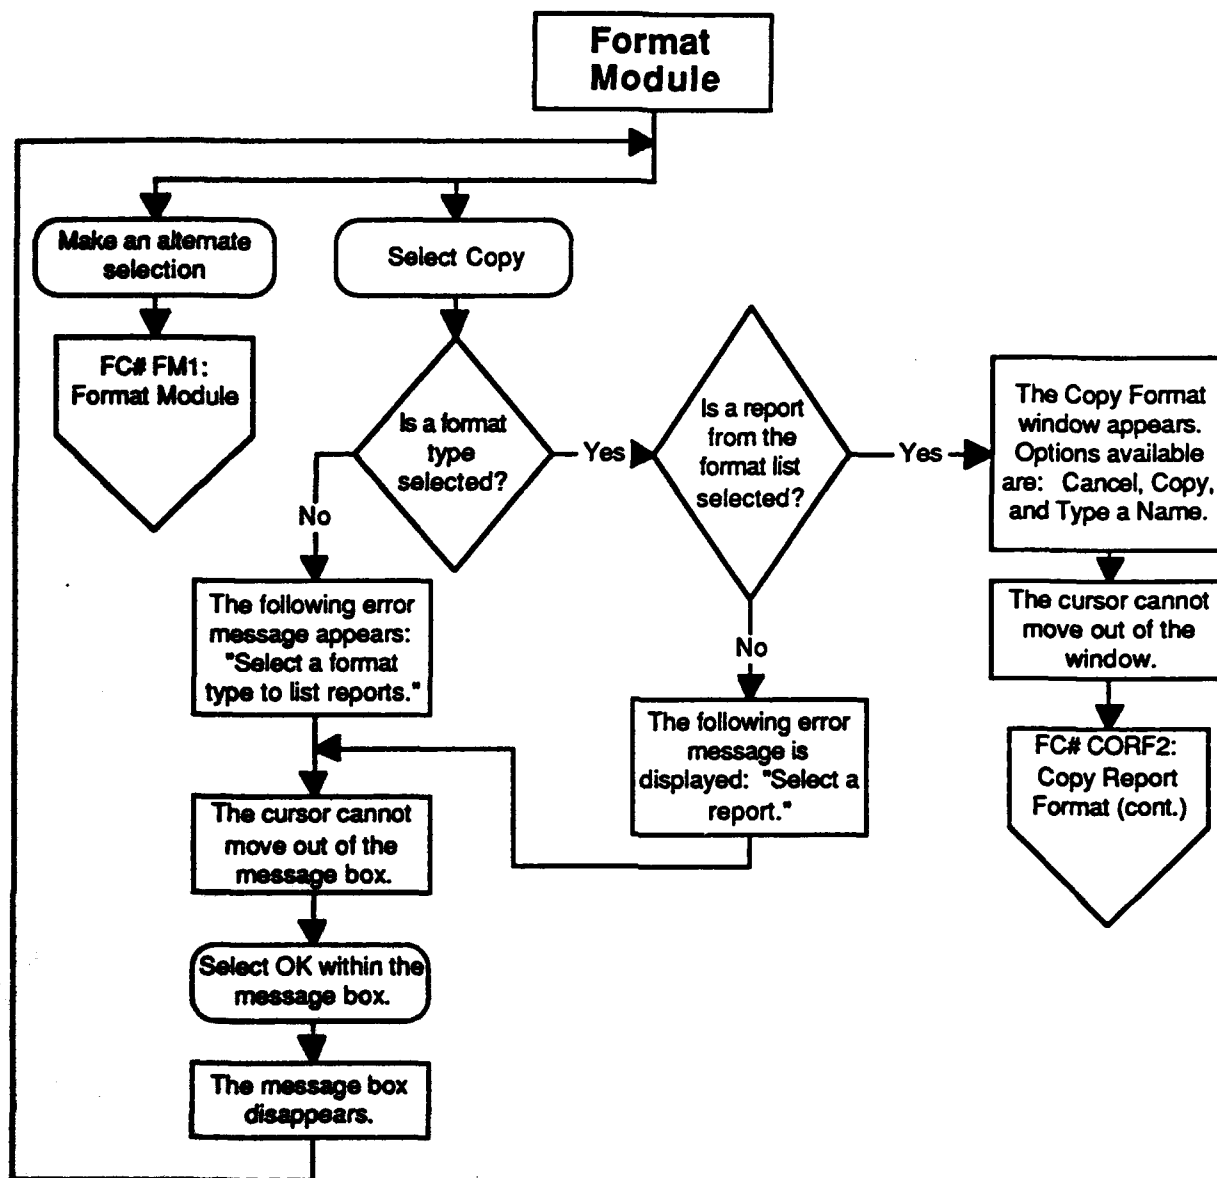 Format
Module
Make an alternate
selection
Select Copy
FC# FM1:
Format Module
Is a format
type
selected?
Yes
No
Is a report
from the
format list
selected?
Yes
No
The Copy Format
window appears.
Options available
are: Cancel, Copy,
and Type a Name.
The cursor cannot
move out of the
window.
FC# CORF2:
Copy Report
Format (cont.)
The following error
message appears:
"Select a format
type to list reports."
The following error
message is
displayed: "Select a
report."
The cursor cannot
move out of the
message box.
Select OK within the
message box.
The message box
disappears.